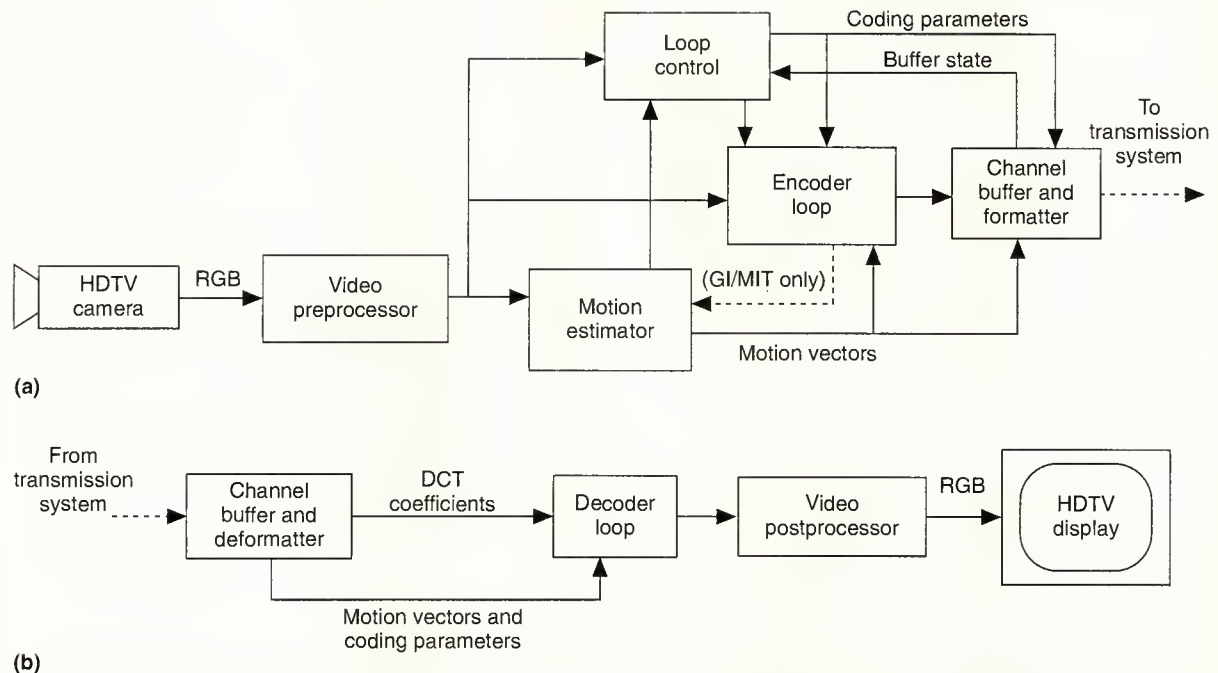 Coding parameters
Loop
control
Buffer state
To
transmission
system
Encoder
loop
Channel
buffer and
formatter
HDTV
camera
RGB
Video
preprocessor
Motion
estimator
(GI/MIT only)
Motion vectors
(a)
From
transmission
system
Channel
buffer and
deformatter
DCT
coefficients
Decoder
loop
Video
postprocessor
RGB
HDTV
display
Motion vectors and
coding parameters
(b)